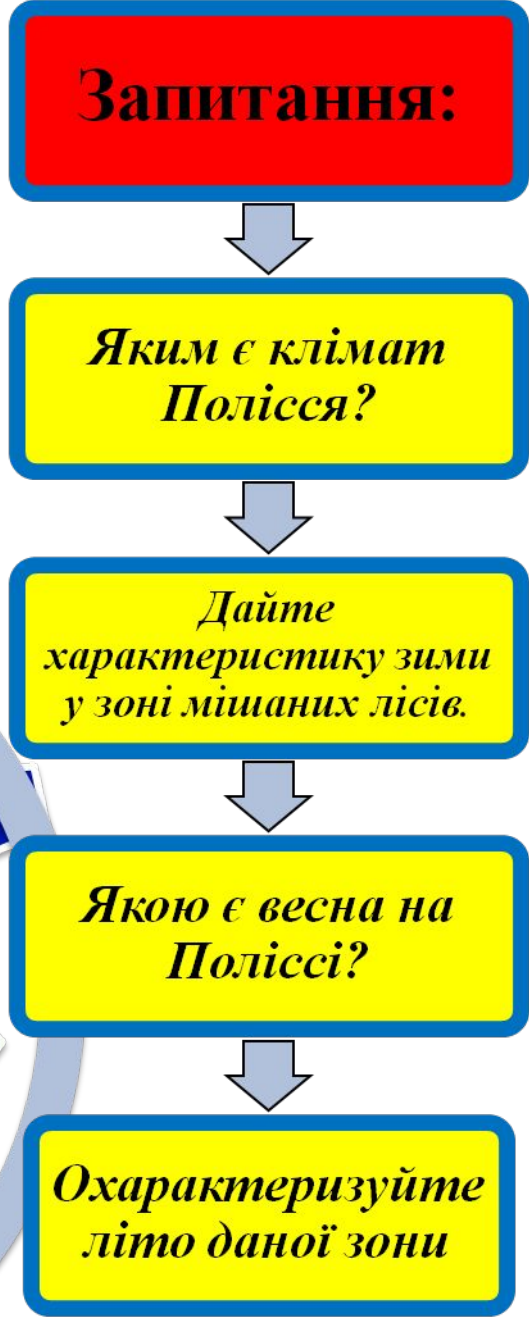 Запитання:
Яким є клімат
Полісся?
Дайте
характеристику зими
у зоні мішаних лісів.
Якою є весна на
Поліссі?
Охарактеризуйте
літо даної зони